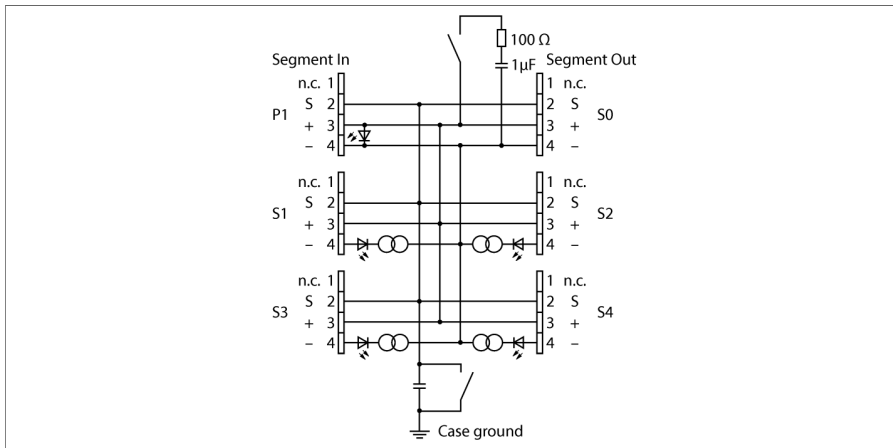 100 Ω
Segment In
1µF
Segment Out
n.c. 1
1 n.c.
P1
S 2
2 S
S0
+ 3
3 +
– 4
4 –
n.c. 1
1 n.c.
S1
S 2
2 S
S2
+ 3
3 +
– 4
4 –
n.c. 1
1 n.c.
S3
S 2
2 S
S4
+ 3
3 +
– 4
4 –
Case ground